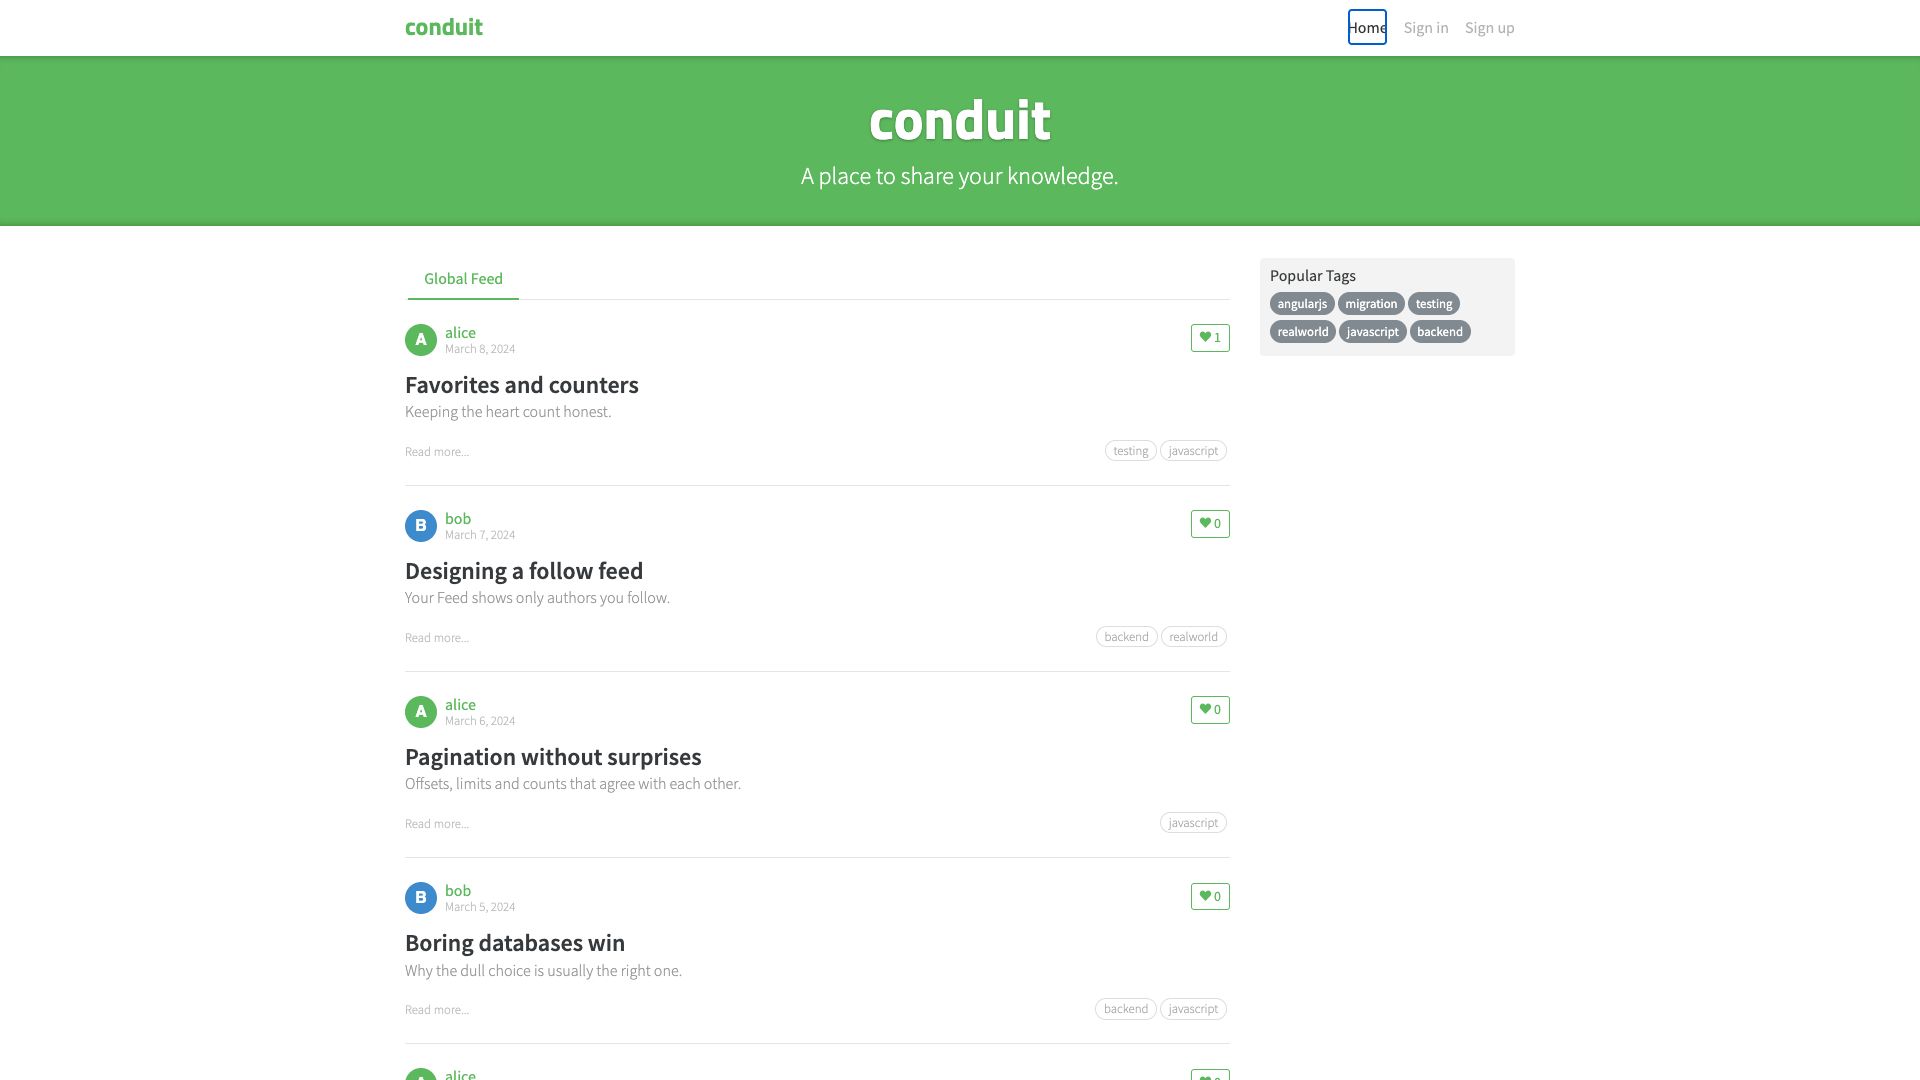 conduit
Home Sign in Sign up
conduit
A place to share your knowledge.
Global Feed
Popular Tags
angularjs migration testing
realworld javascript backend
A alice
March 8, 2024
1
Favorites and counters
Keeping the heart count honest.
Read more...
testing javascript
B bob
March 7, 2024
0
Designing a follow feed
Your Feed shows only authors you follow.
Read more...
backend realworld
A alice
March 6, 2024
0
Pagination without surprises
Offsets, limits and counts that agree with each other.
Read more...
javascript
B bob
March 5, 2024
0
Boring databases win
Why the dull choice is usually the right one.
Read more...
backend javascript
alice